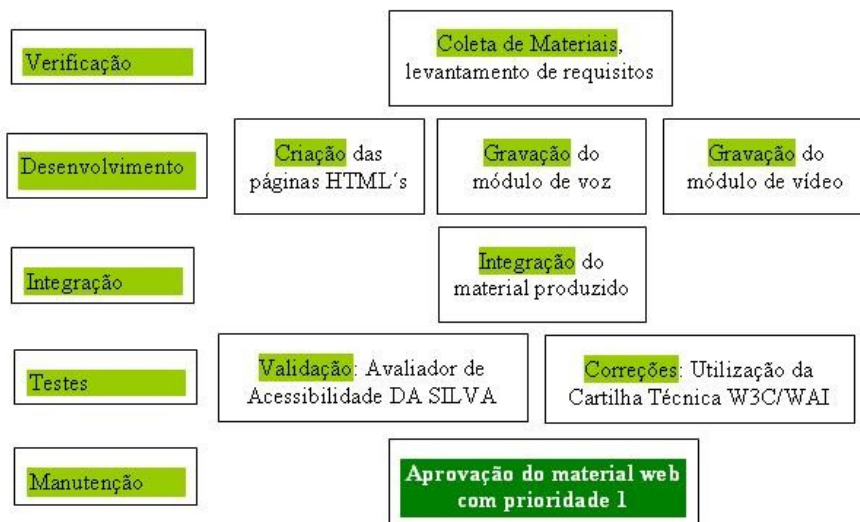 Verificação
Coleta de Materiais,
levantamento de requisitos
Desenvolvimento
Criação das
páginas HTML´s
Gravação do
módulo de voz
Gravação do
módulo de vídeo
Integração
Integração do
material produzido
Testes
Validação: Avaliador de
Acessibilidade DA SILVA
Correções: Utilização da
Cartilha Técnica W3C/WAI
Manutenção
Aprovação do material web
com prioridade 1